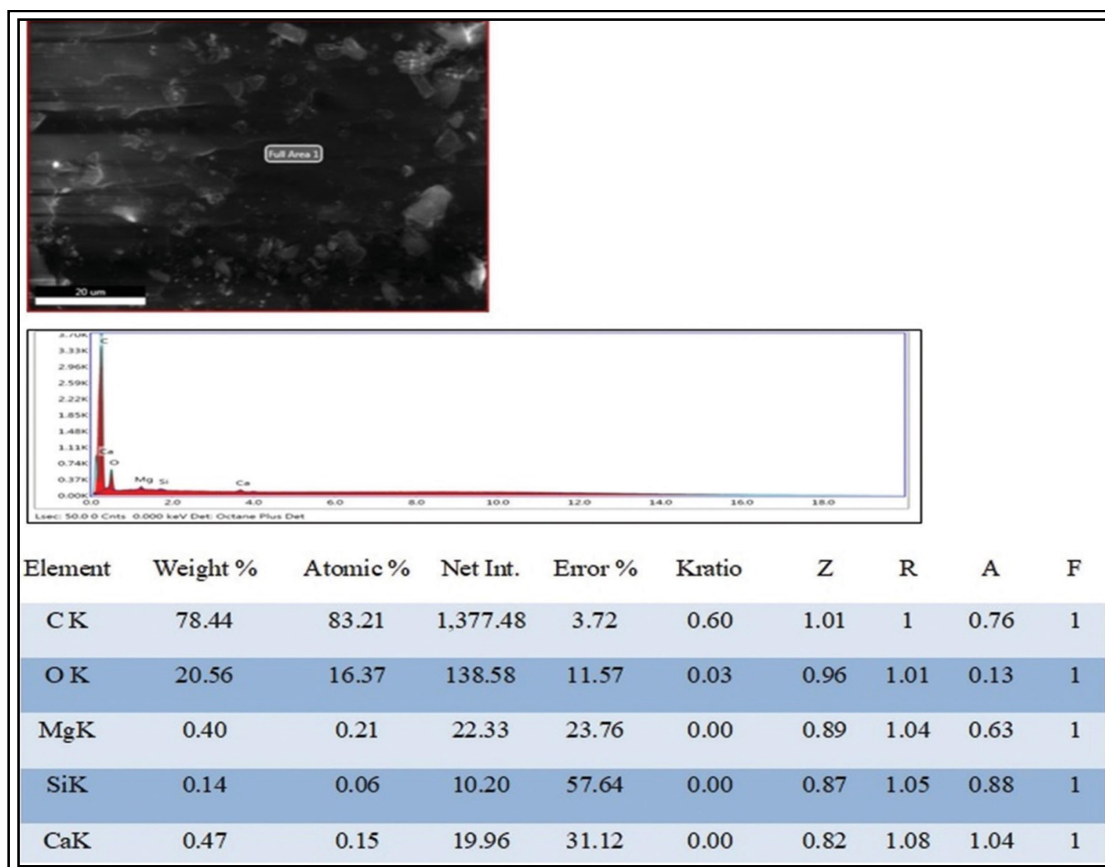 Full Area 1
20 um
3.70K
C
3.33K
2.96K
2.59K
2.22K
1.85K
1.48K
1.11K
Ca
0.74K
O
Mg Si Ca
0.37K
0.00K
0.0 2.0 4.0 6.0 8.0 10.0 12.0 14.0 16.0 18.0
Lsec: 50.0 0 Cnts 0.000 keV Det: Octane Plus Det
Element Weight % Atomic % Net Int. Error % Kratio Z R A F
C K 78.44 83.21 1,377.48 3.72 0.60 1.01 1 0.76 1
O K 20.56 16.37 138.58 11.57 0.03 0.96 1.01 0.13 1
MgK 0.40 0.21 22.33 23.76 0.00 0.89 1.04 0.63 1
SiK 0.14 0.06 10.20 57.64 0.00 0.87 1.05 0.88 1
CaK 0.47 0.15 19.96 31.12 0.00 0.82 1.08 1.04 1